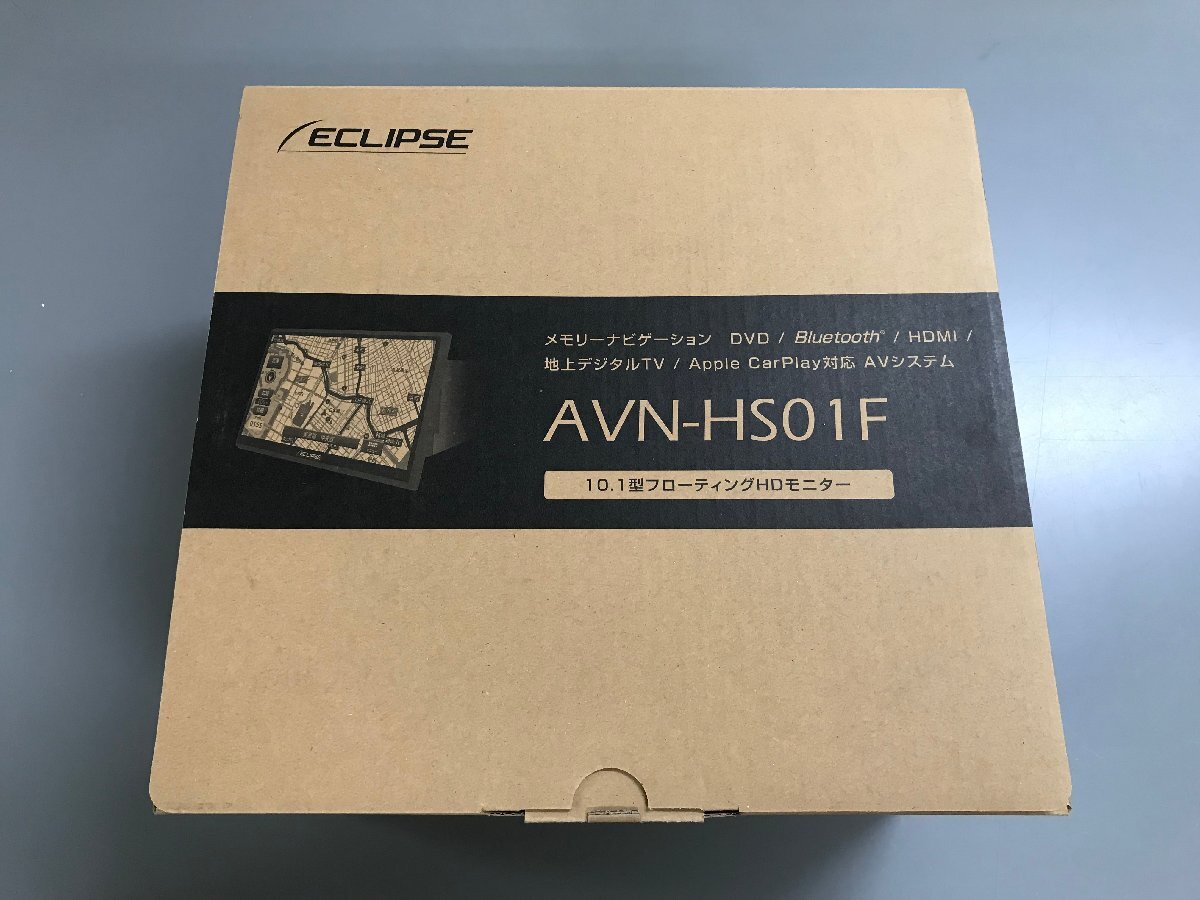 ECLIPSE
メモリーナビゲーション DVD / Bluetooth® / HDMI /
地上デジタルTV / Apple CarPlay対応 AVシステム
AVN-HS01F
10.1型フローティングHDモニター
ECLIPSE